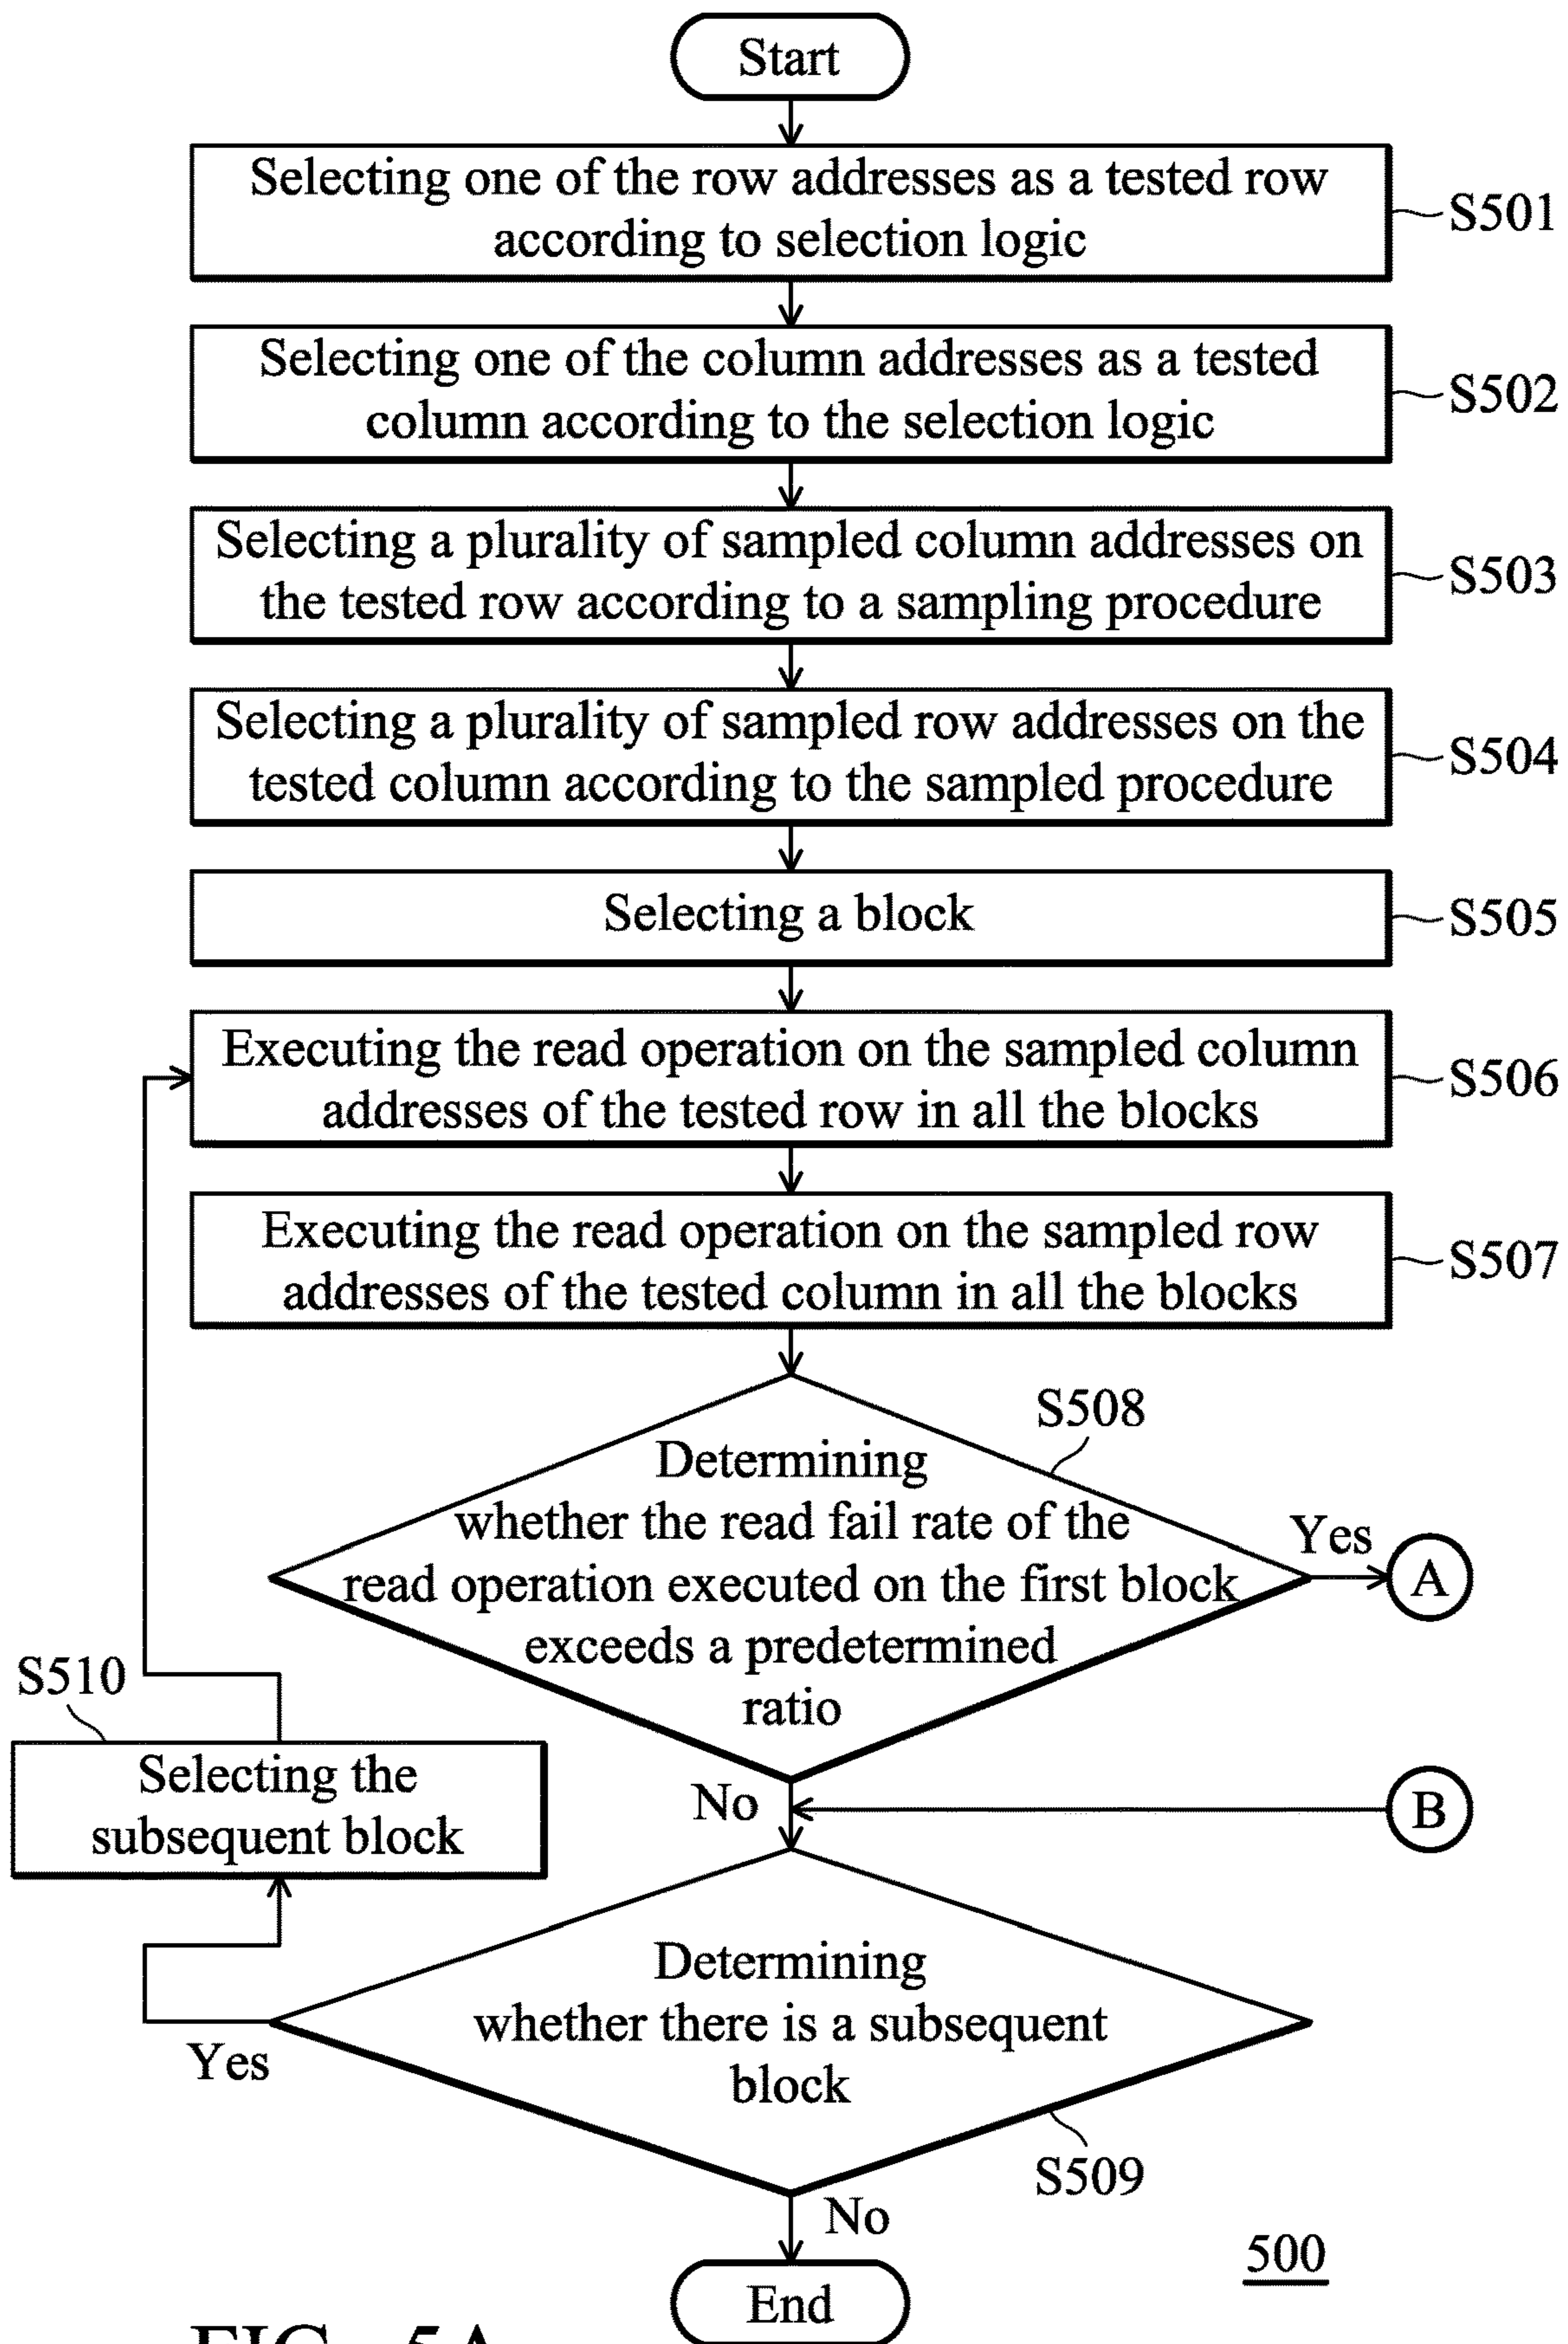 Start
Selecting one of the row addresses as a tested row
according to selection logic
S501
Selecting one of the column addresses as a tested
column according to the selection logic
S502
Selecting a plurality of sampled column addresses on
the tested row according to a sampling procedure
S503
Selecting a plurality of sampled row addresses on the
tested column according to the sampled procedure
S504
Selecting a block
S505
Executing the read operation on the sampled column
addresses of the tested row in all the blocks
S506
Executing the read operation on the sampled row
addresses of the tested column in all the blocks
S507
S508
Determining
whether the read fail rate of the
read operation executed on the first block
exceeds a predetermined
ratio
Yes
A
S510
Selecting the
subsequent block
No
B
Determining
whether there is a subsequent
block
Yes
S509
No
500
End
FIG. 5A